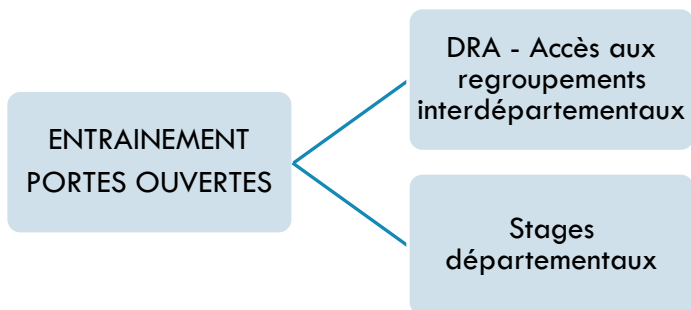 ENTRAINEMENT
PORTES OUVERTES
DRA - Accès aux
regroupements
interdépartementaux
Stages
départementaux